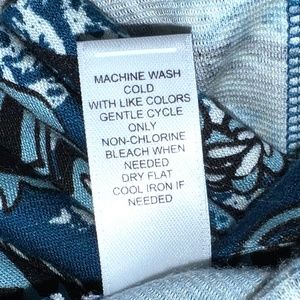 MACHINE WASH
COLD
WITH LIKE COLORS
GENTLE CYCLE
ONLY
NON-CHLORINE
BLEACH WHEN
NEEDED
DRY FLAT
COOL IRON IF
NEEDED